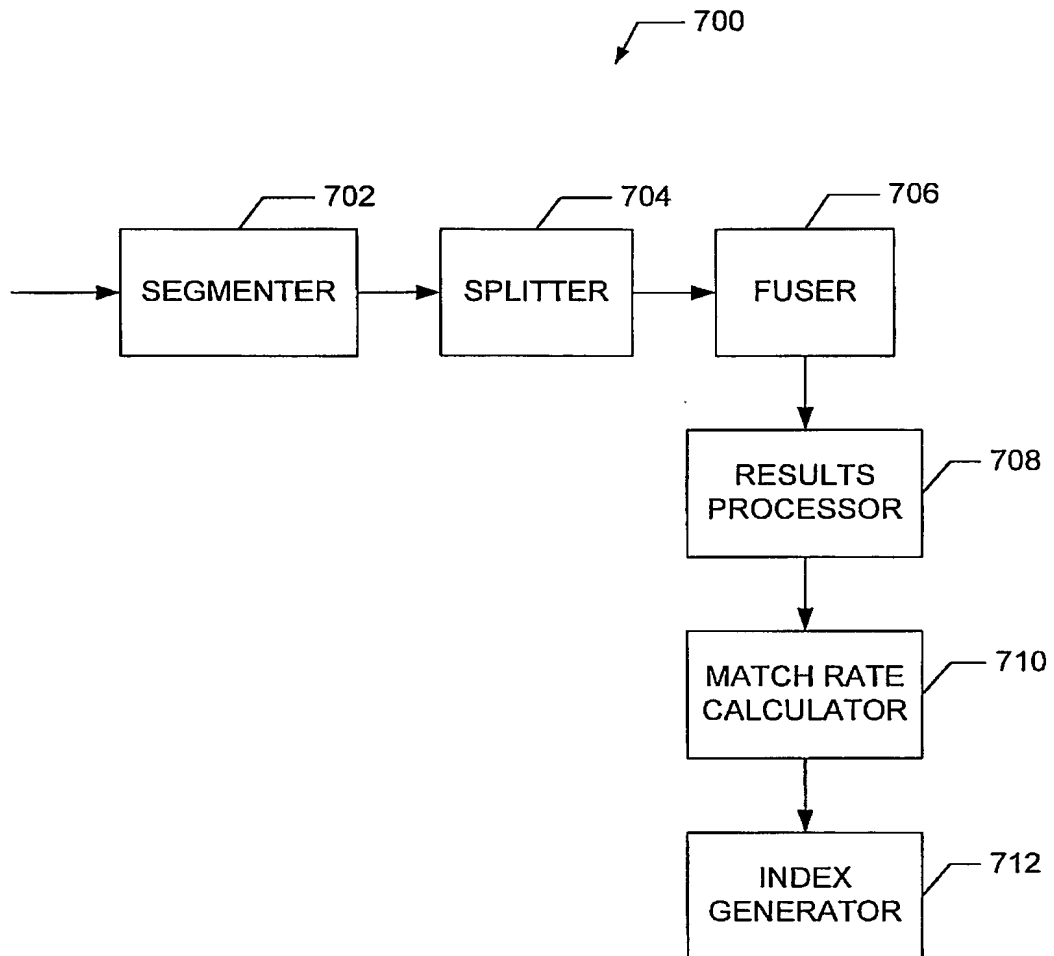 700
702
704
706
SEGMENTER
SPLITTER
FUSER
RESULTS
PROCESSOR
708
MATCH RATE
CALCULATOR
710
INDEX
GENERATOR
712